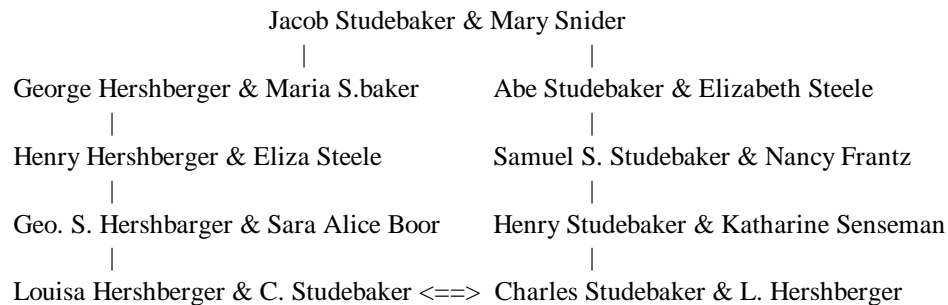 Jacob Studebaker & Mary Snider
| |
George Hershberger & Maria S.baker Abe Studebaker & Elizabeth Steele
| |
Henry Hershberger & Eliza Steele Samuel S. Studebaker & Nancy Frantz
| |
Geo. S. Hershbarger & Sara Alice Boor Henry Studebaker & Katharine Senseman
| |
Louisa Hershberger & C. Studebaker <==> Charles Studebaker & L. Hershberger